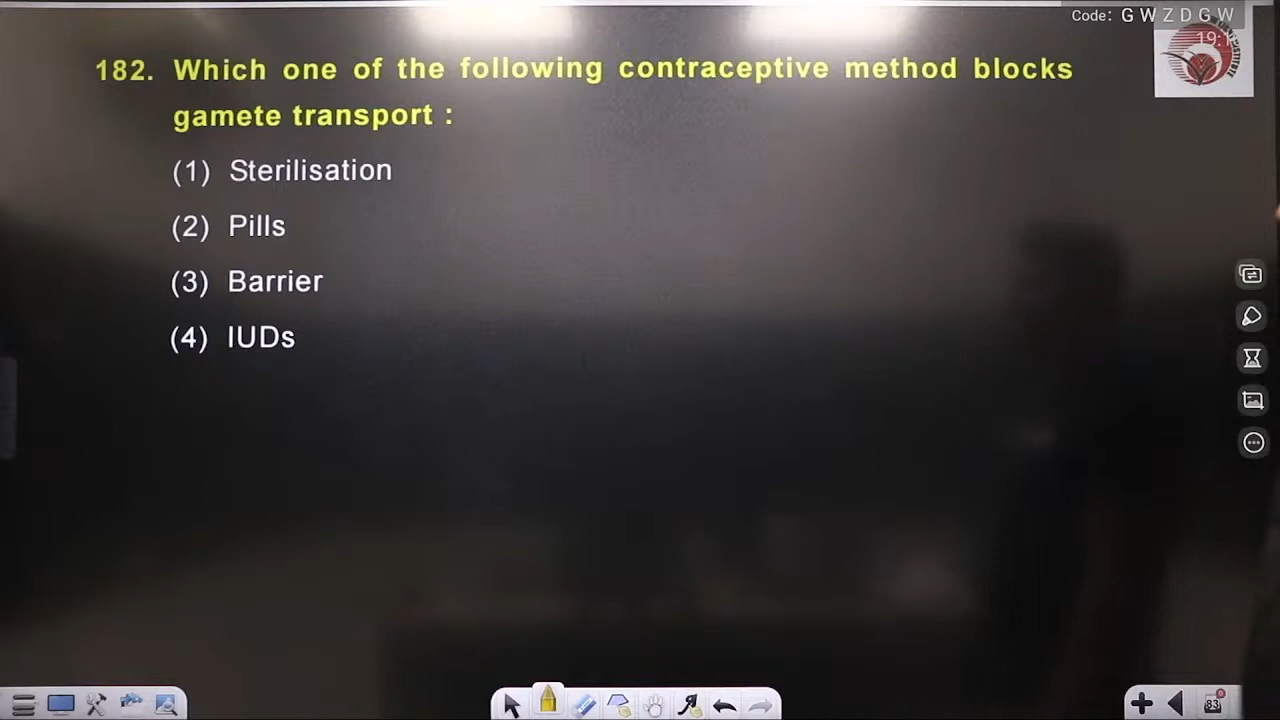 Code: G W Z D G W
182. Which one of the following contraceptive method blocks
gamete transport :
(1) Sterilisation
(2) Pills
(3) Barrier
(4) IUDs